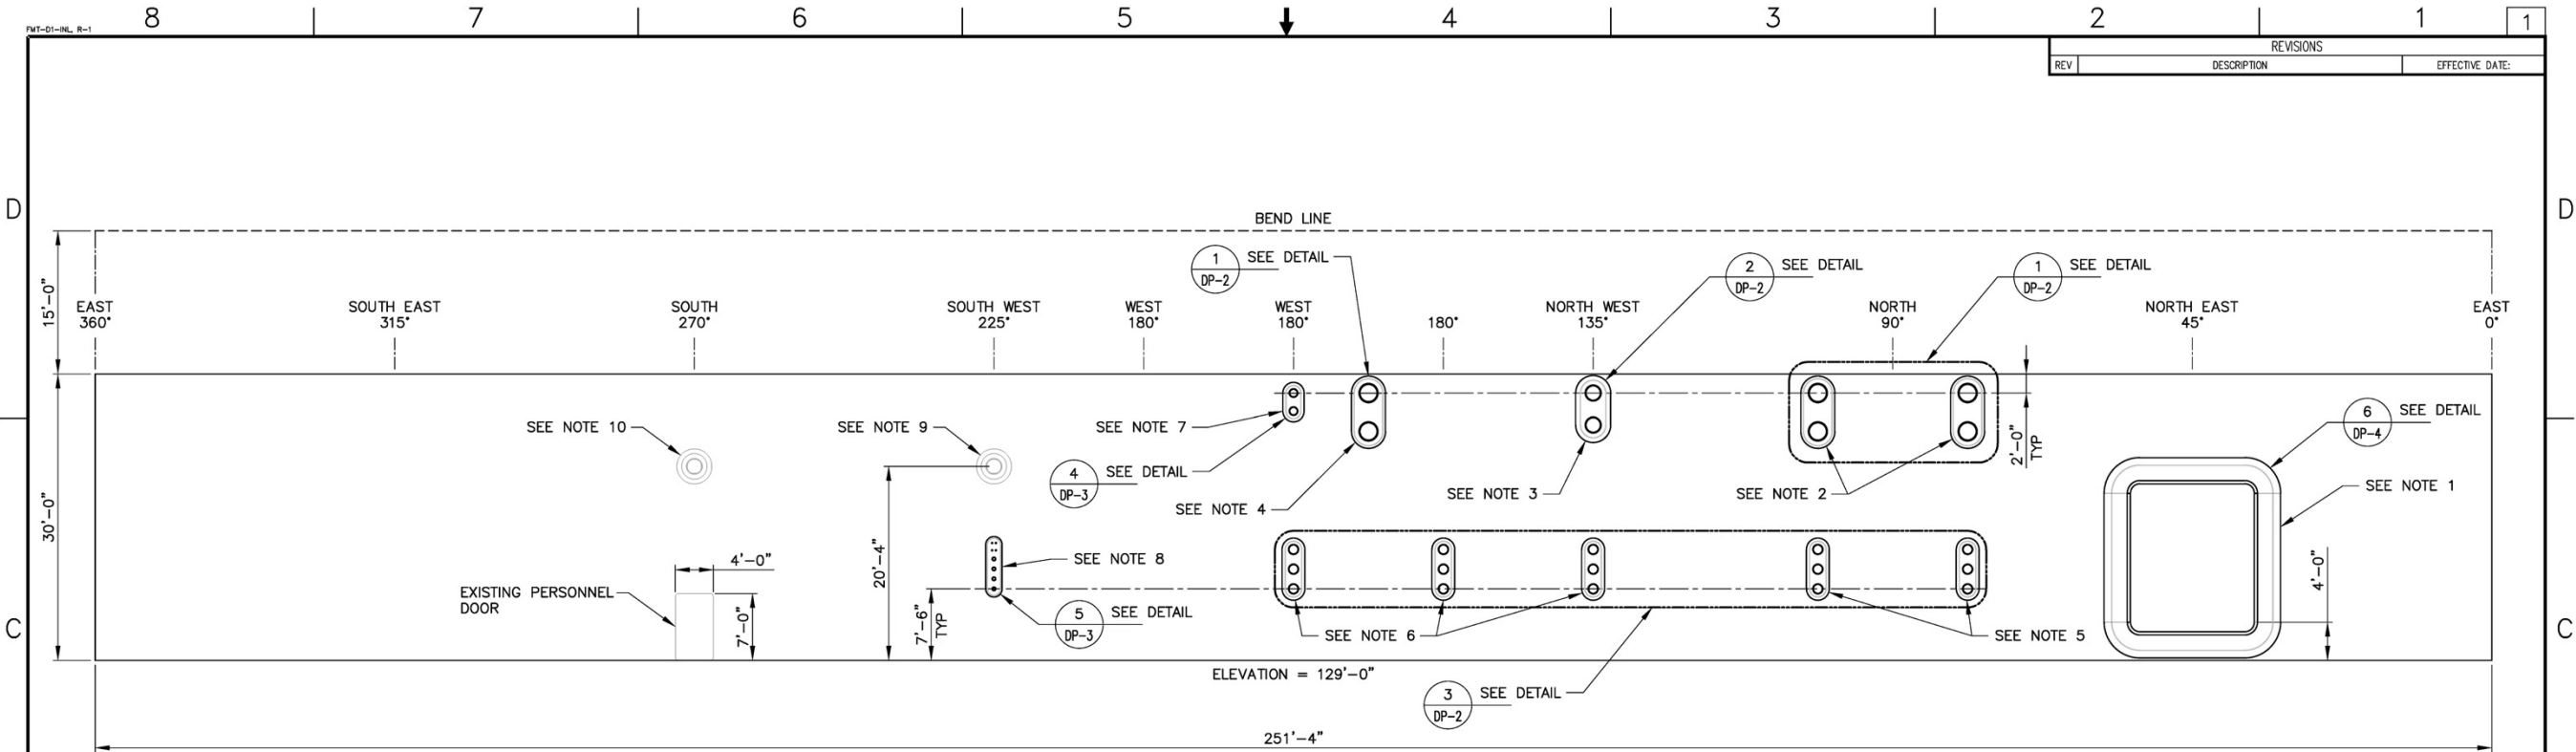 8 7 6 5 4 3 2 1 1
FMT-D1-INL, R-1
REVISIONS
REV DESCRIPTION EFFECTIVE DATE:
D D
BEND LINE
15'-0"
1
DP-2
SEE DETAIL
2
DP-2
SEE DETAIL
1
DP-2
SEE DETAIL
EAST
360°
SOUTH EAST
315°
SOUTH
270°
SOUTH WEST
225°
WEST
180°
WEST
180°
180°
NORTH WEST
135°
NORTH
90°
NORTH EAST
45°
EAST
0°
SEE NOTE 10
SEE NOTE 9
SEE NOTE 7
4
DP-3
SEE DETAIL
SEE NOTE 4
SEE NOTE 3
SEE NOTE 2
2'-0"
TYP
6
DP-4
SEE DETAIL
SEE NOTE 1
30'-0"
4'-0"
EXISTING PERSONNEL
DOOR
7'-0"
20'-4"
7'-6"
TYP
SEE NOTE 8
5
DP-3
SEE DETAIL
SEE NOTE 6
SEE NOTE 5
4'-0"
C C
ELEVATION = 129'-0"
3
DP-2
SEE DETAIL
251'-4"